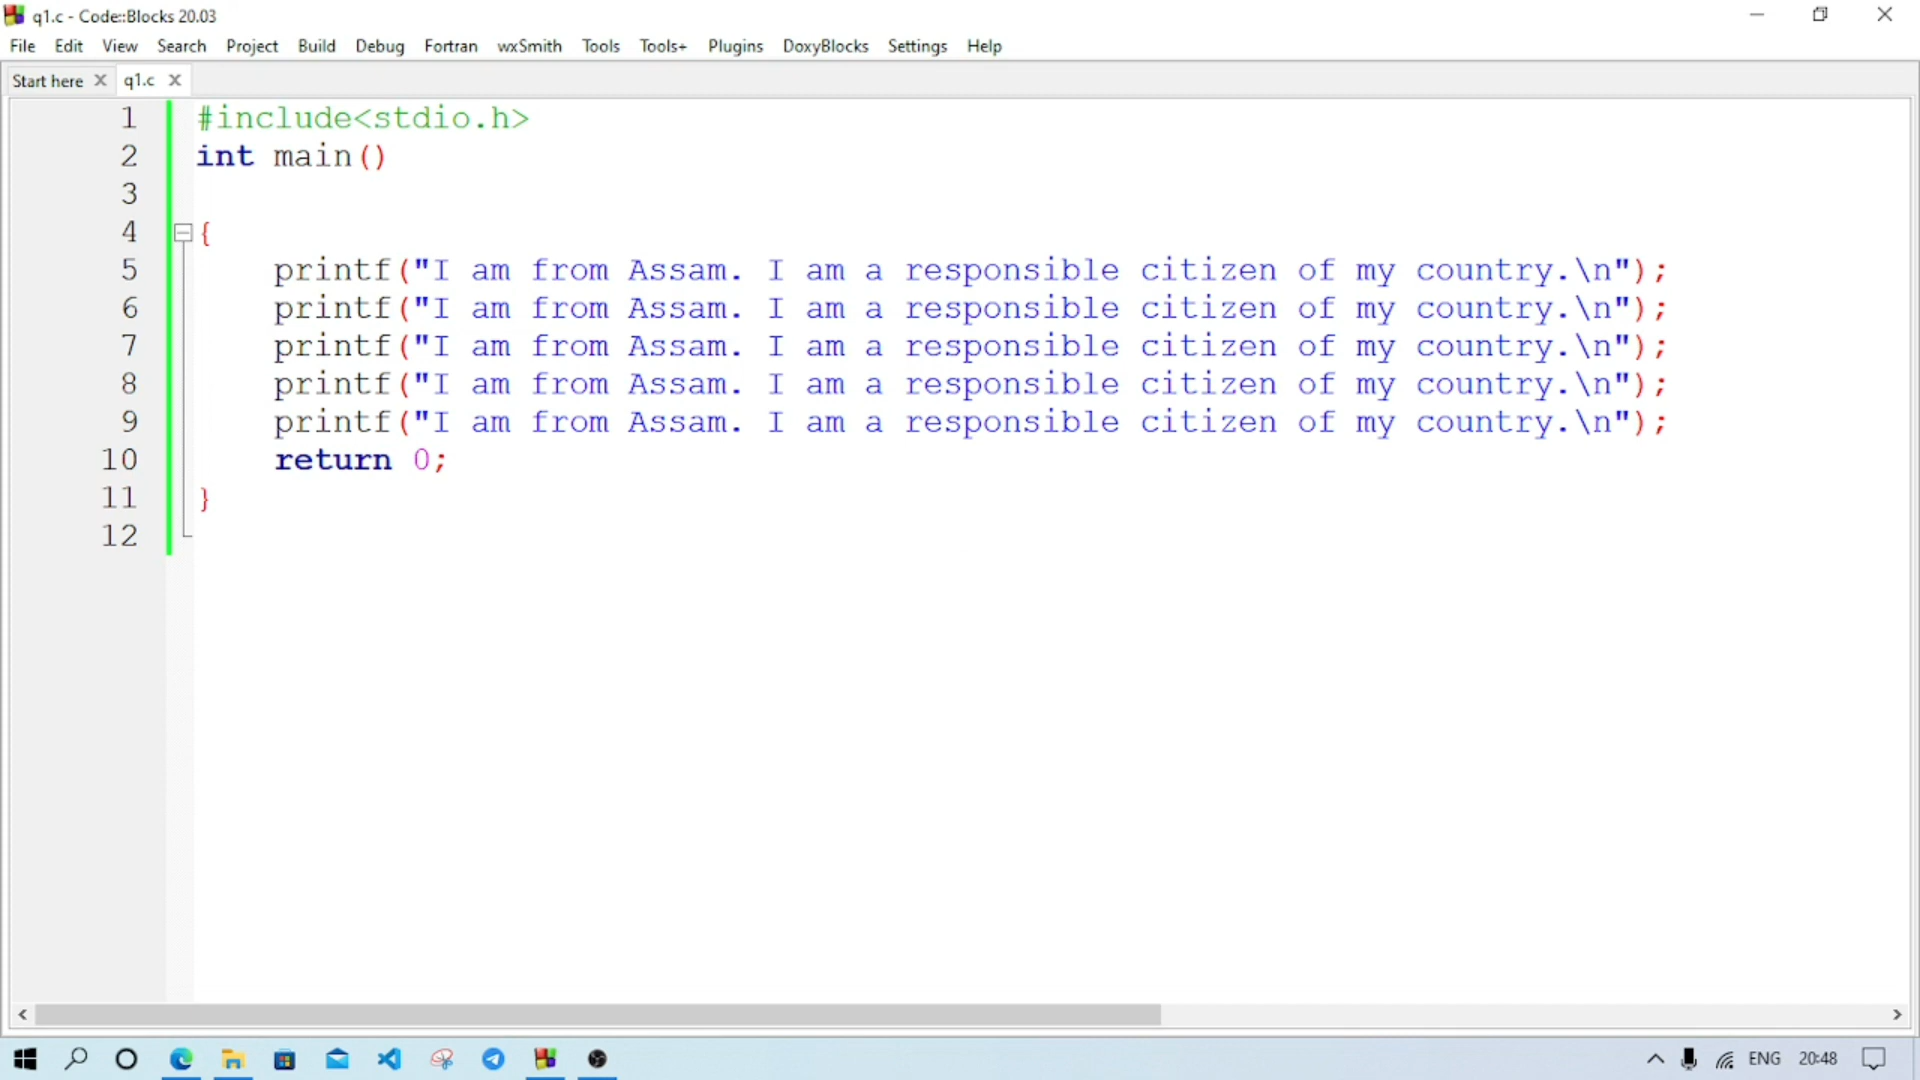 q1.c - Code::Blocks 20.03
File Edit View Search Project Build Debug Fortran wxSmith Tools Tools+ Plugins DoxyBlocks Settings Help
Start here q1.c
1 #include<stdio.h>
2 int main()
3
4 {
5 printf("I am from Assam. I am a responsible citizen of my country.\n");
6 printf("I am from Assam. I am a responsible citizen of my country.\n");
7 printf("I am from Assam. I am a responsible citizen of my country.\n");
8 printf("I am from Assam. I am a responsible citizen of my country.\n");
9 printf("I am from Assam. I am a responsible citizen of my country.\n");
10 return 0;
11 }
12
ENG 20:48